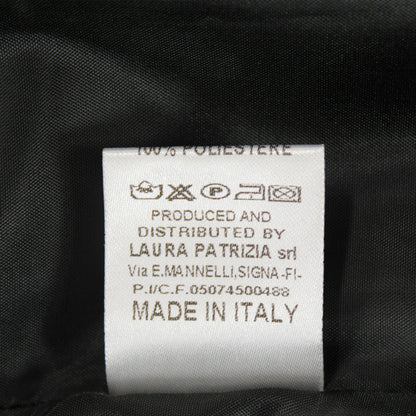 100% POLIESTERE
PRODUCED AND
DISTRIBUTED BY
LAURA PATRIZIA srl
Via E.MANNELLI,SIGNA-FI-
P.I/C.F.05074500488
MADE IN ITALY